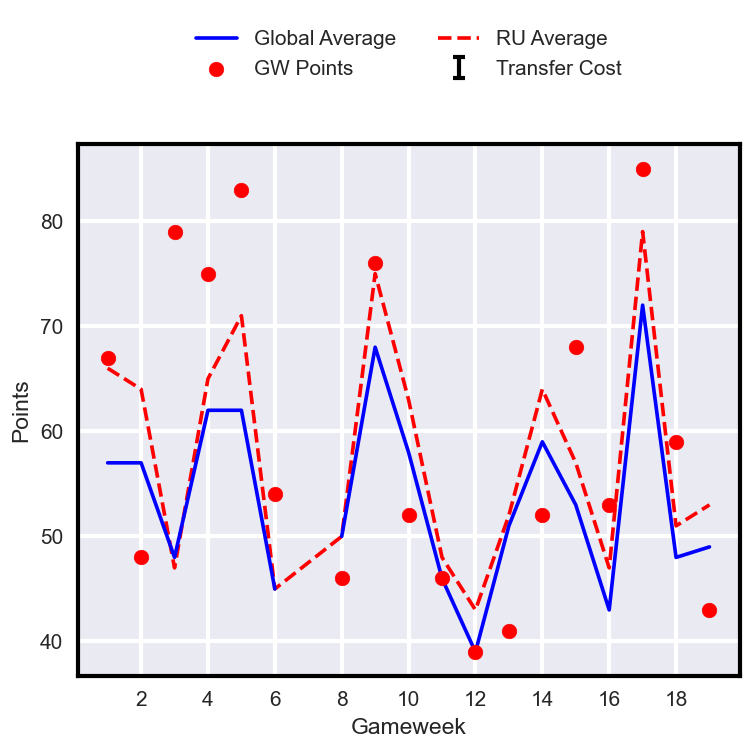 Global Average
RU Average
GW Points
Transfer Cost
Points
80
70
60
50
40
2 4 6 8 10 12 14 16 18
Gameweek